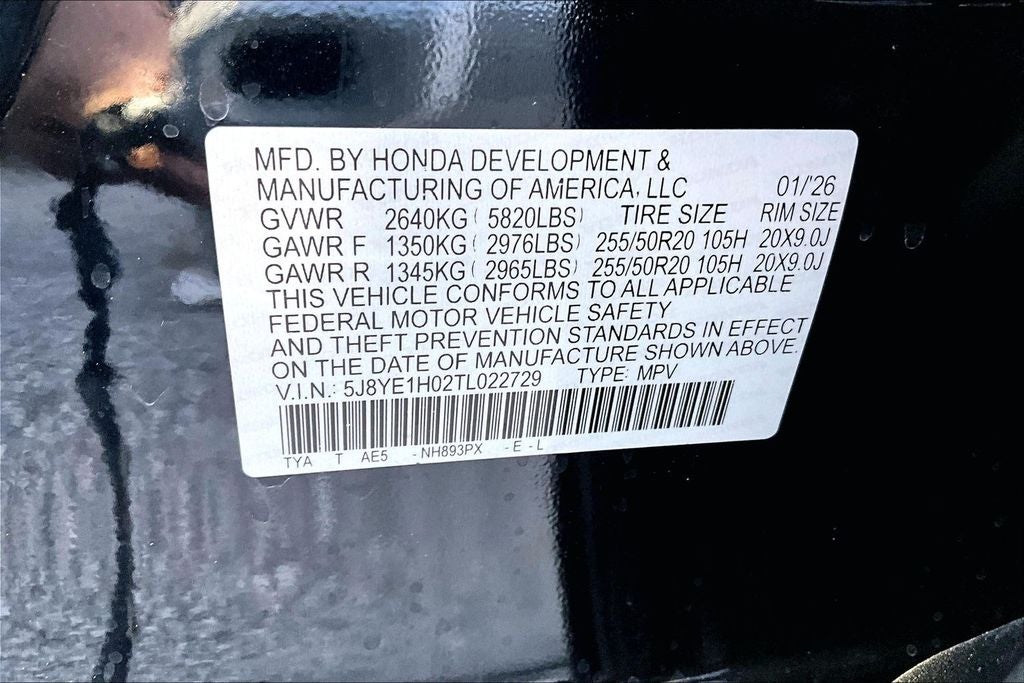 MFD. BY HONDA DEVELOPMENT &
MANUFACTURING OF AMERICA, LLC 01/'26
GVWR 2640KG ( 5820LBS) TIRE SIZE RIM SIZE
GAWR F 1350KG ( 2976LBS) 255/50R20 105H 20X9.0J
GAWR R 1345KG ( 2965LBS) 255/50R20 105H 20X9.0J
THIS VEHICLE CONFORMS TO ALL APPLICABLE
FEDERAL MOTOR VEHICLE SAFETY
AND THEFT PREVENTION STANDARDS IN EFFECT
ON THE DATE OF MANUFACTURE SHOWN ABOVE.
V.I.N.: 5J8YE1H02TL022729 TYPE: MPV
TYA T AE5 - NH893PX - E - L